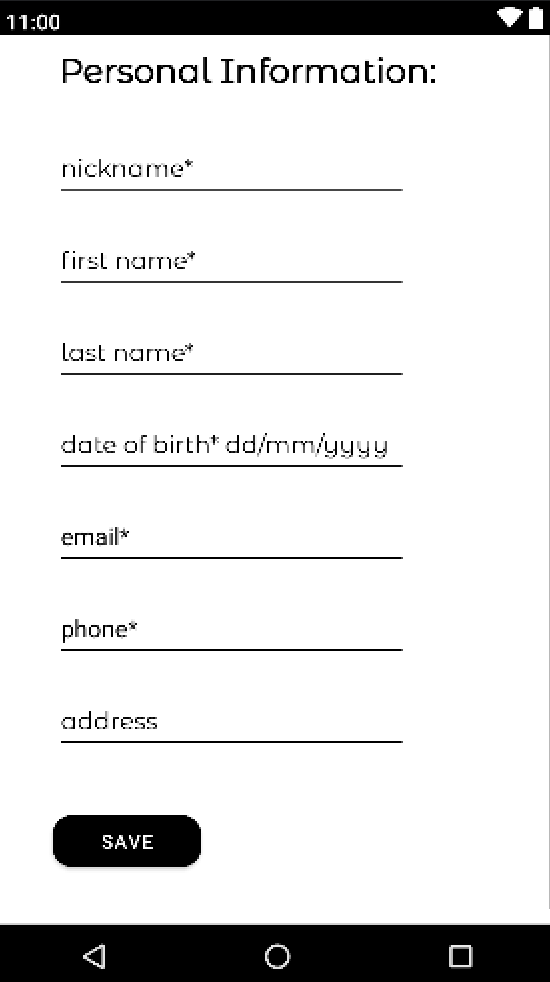 11:00
Personal Information:
nickname*
first name*
last name*
date of birth* dd/mm/yyyy
email*
phone*
address
SAVE